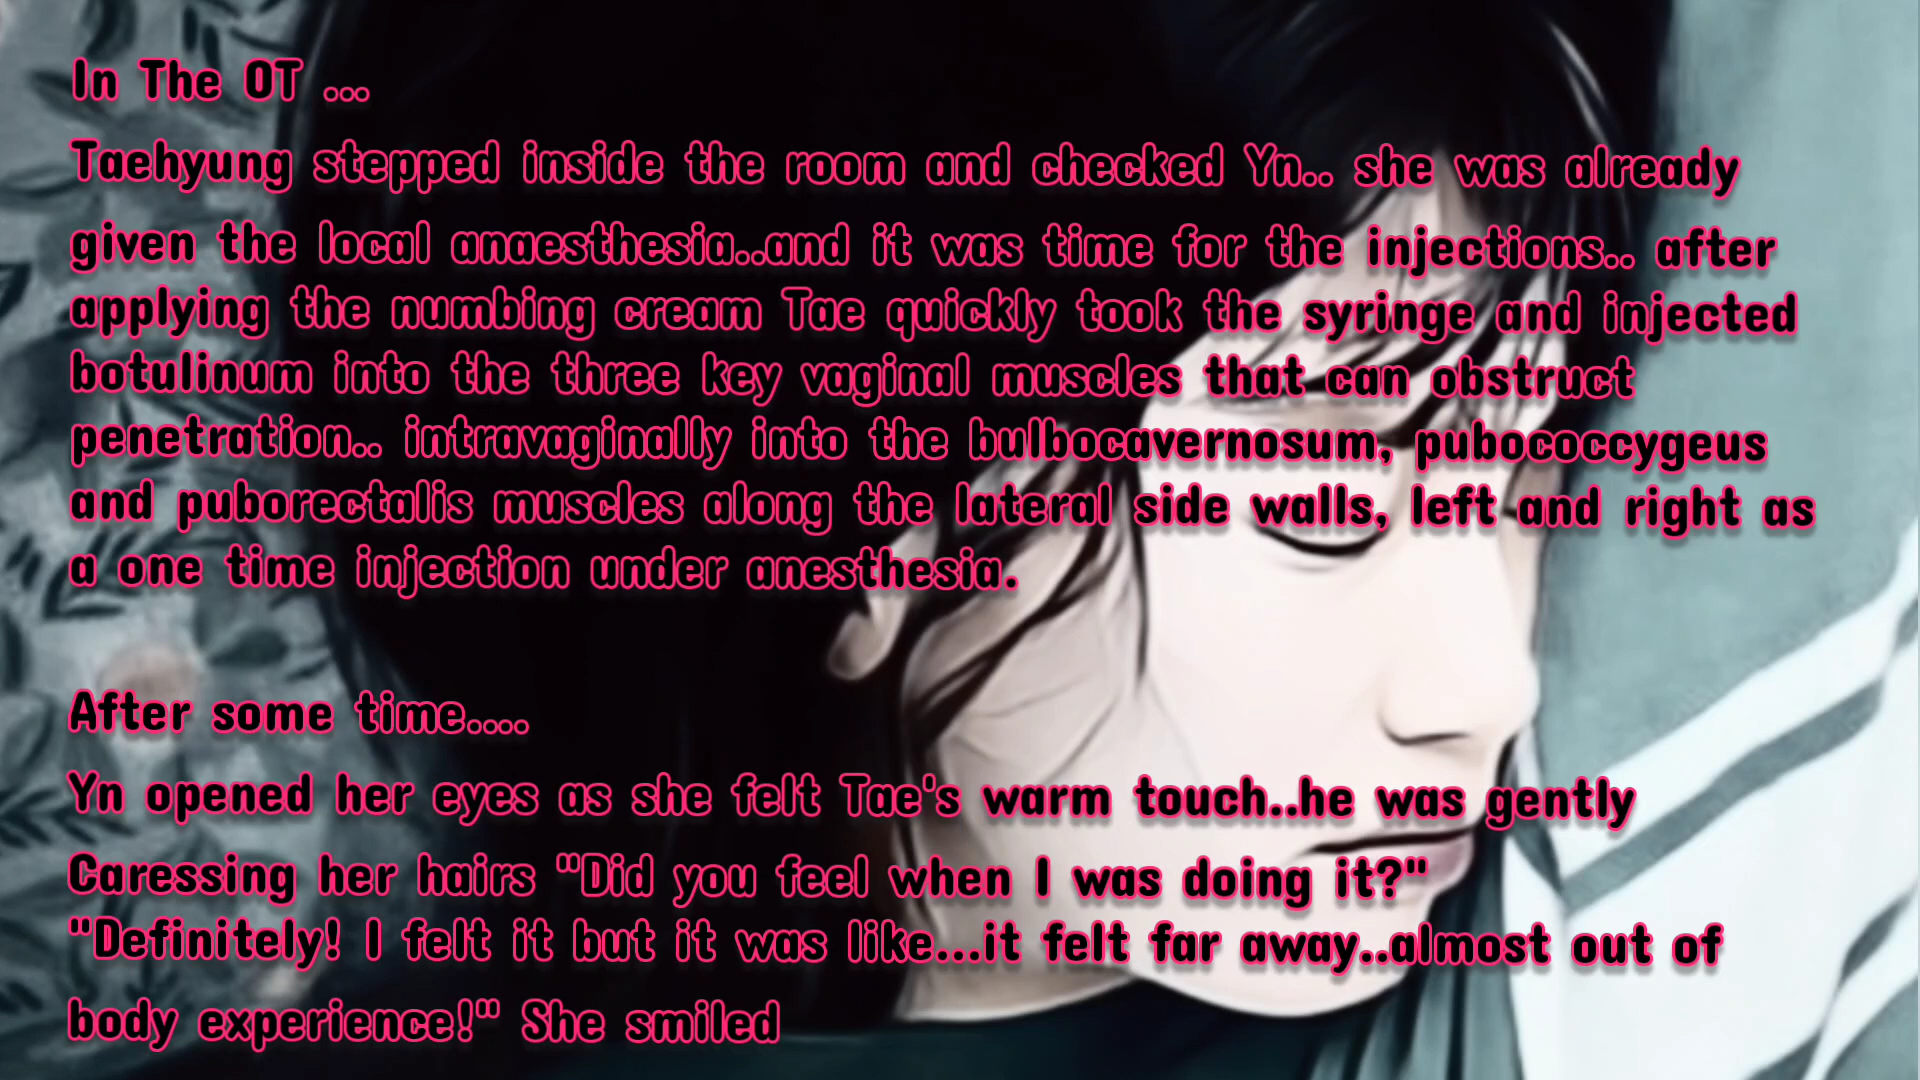 In The OT ...
Taehyung stepped inside the room and checked Yn.. she was already
given the local anaesthesia..and it was time for the injections.. after
applying the numbing cream Tae quickly took the syringe and injected
botulinum into the three key vaginal muscles that can obstruct
penetration.. intravaginally into the bulbocavernosum, pubococcygeus
and puborectalis muscles along the lateral side walls, left and right as
a one time injection under anesthesia.
After some time....
Yn opened her eyes as she felt Tae's warm touch..he was gently
Caressing her hairs "Did you feel when I was doing it?"
"Definitely! I felt it but it was like...it felt far away..almost out of
body experience!" She smiled